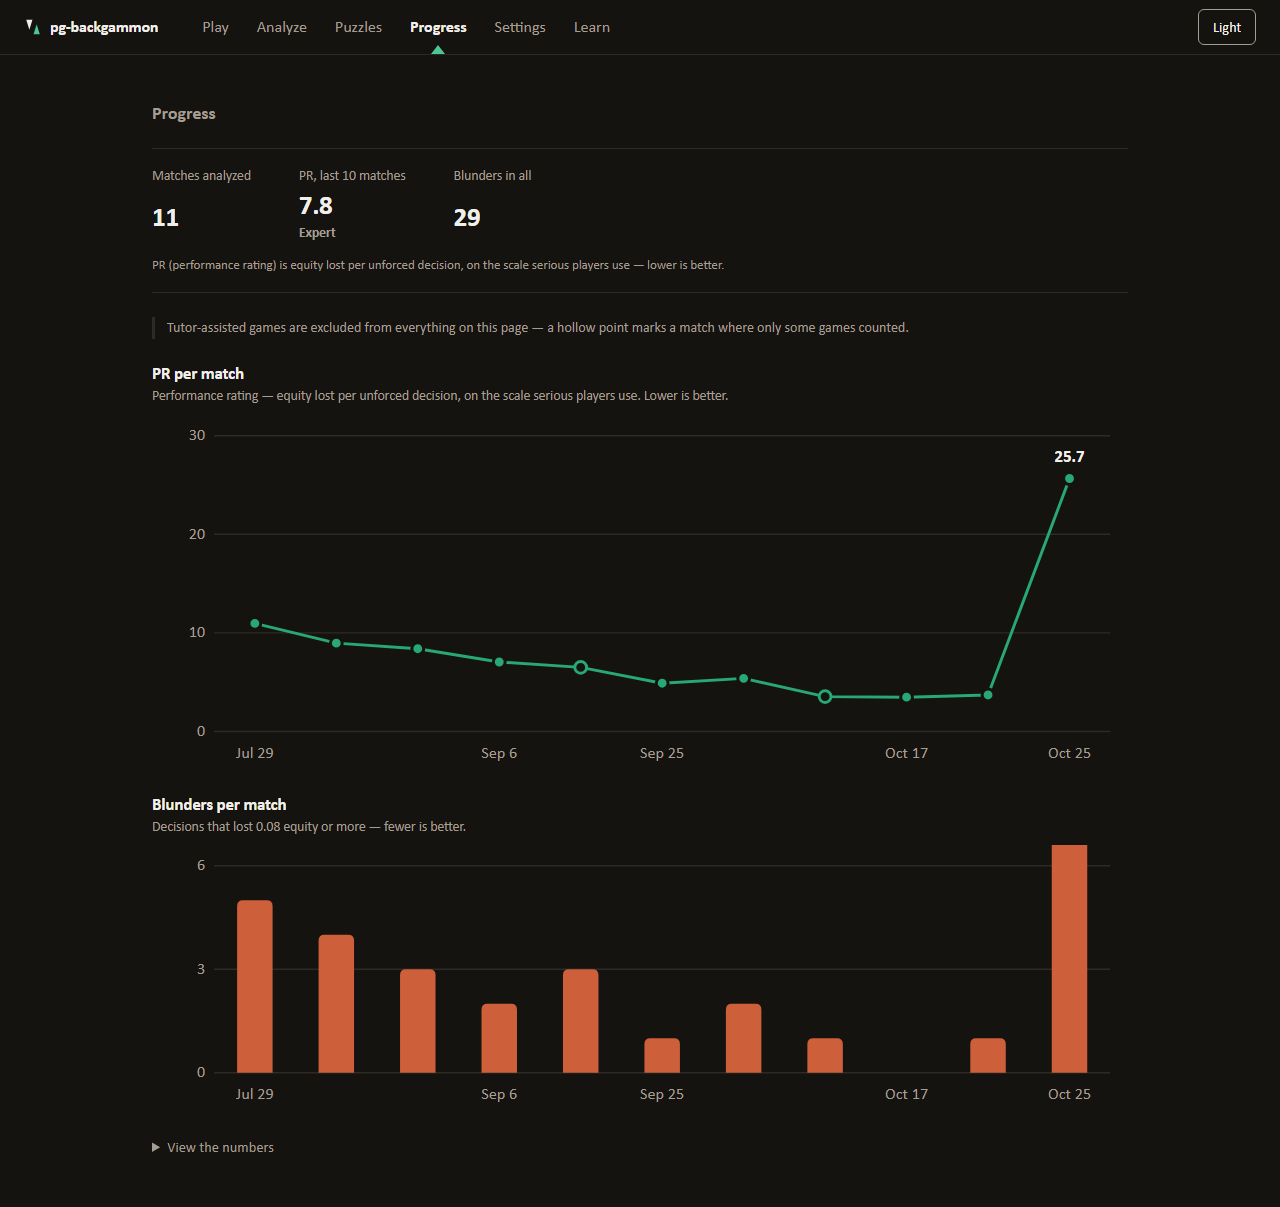 pg-backgammon Play Analyze Puzzles Progress Settings Learn Light
Progress
Matches analyzed PR, last 10 matches Blunders in all
11 7.8 29
Expert
PR (performance rating) is equity lost per unforced decision, on the scale serious players use — lower is better.
Tutor-assisted games are excluded from everything on this page — a hollow point marks a match where only some games counted.
PR per match
Performance rating — equity lost per unforced decision, on the scale serious players use. Lower is better.
30
25.7
20
10
0
Jul 29 Sep 6 Sep 25 Oct 17 Oct 25
Blunders per match
Decisions that lost 0.08 equity or more — fewer is better.
6
3
0
Jul 29 Sep 6 Sep 25 Oct 17 Oct 25
View the numbers